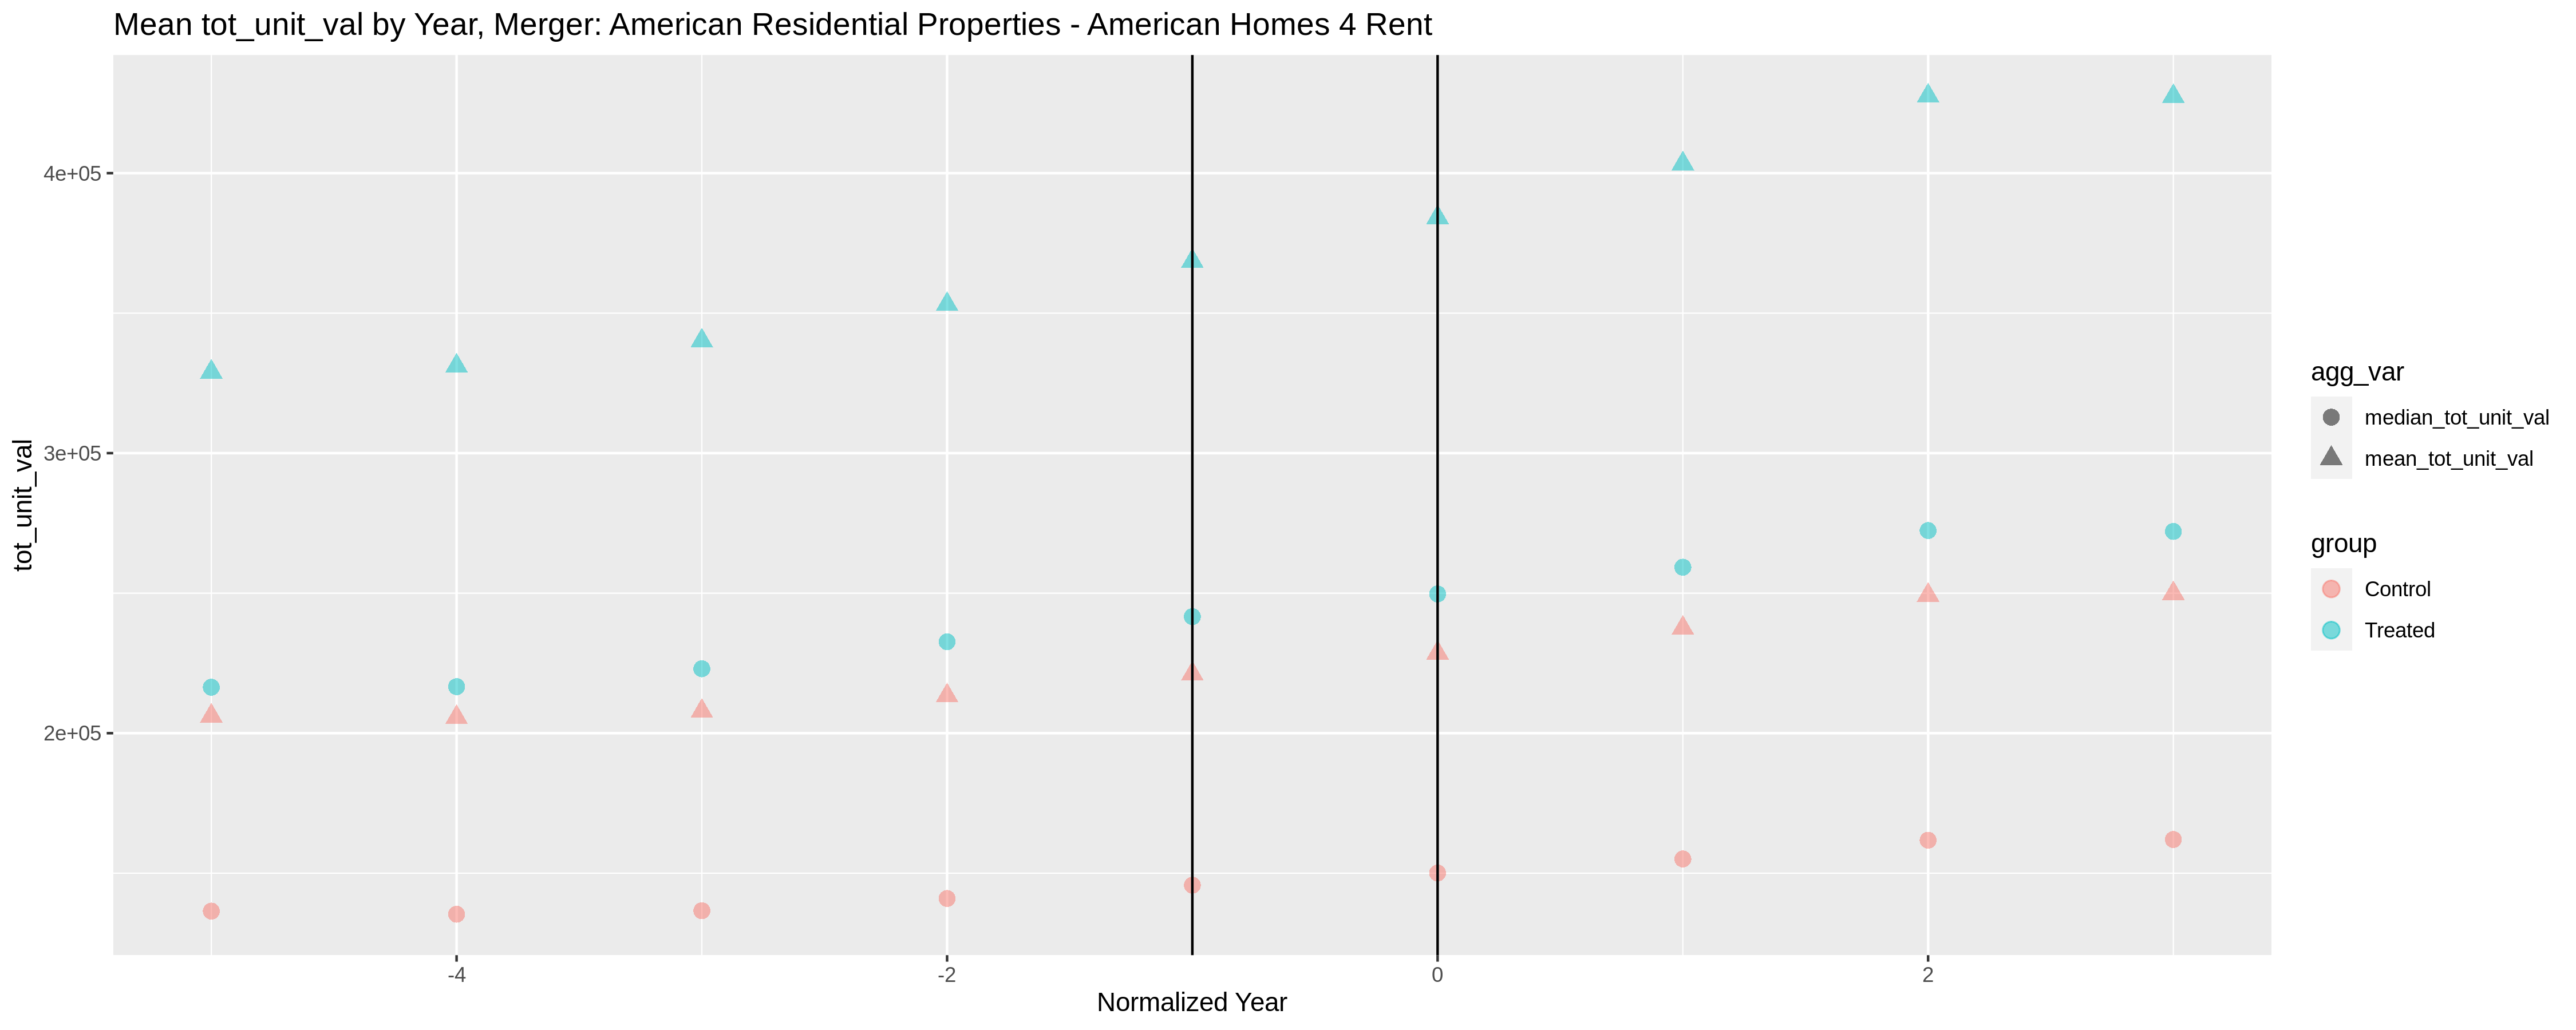 Mean tot_unit_val by Year, Merger: American Residential Properties - American Homes 4 Rent
tot_unit_val
4e+05
3e+05
2e+05
-4
-2
0
2
Normalized Year
agg_var
median_tot_unit_val
mean_tot_unit_val
group
Control
Treated